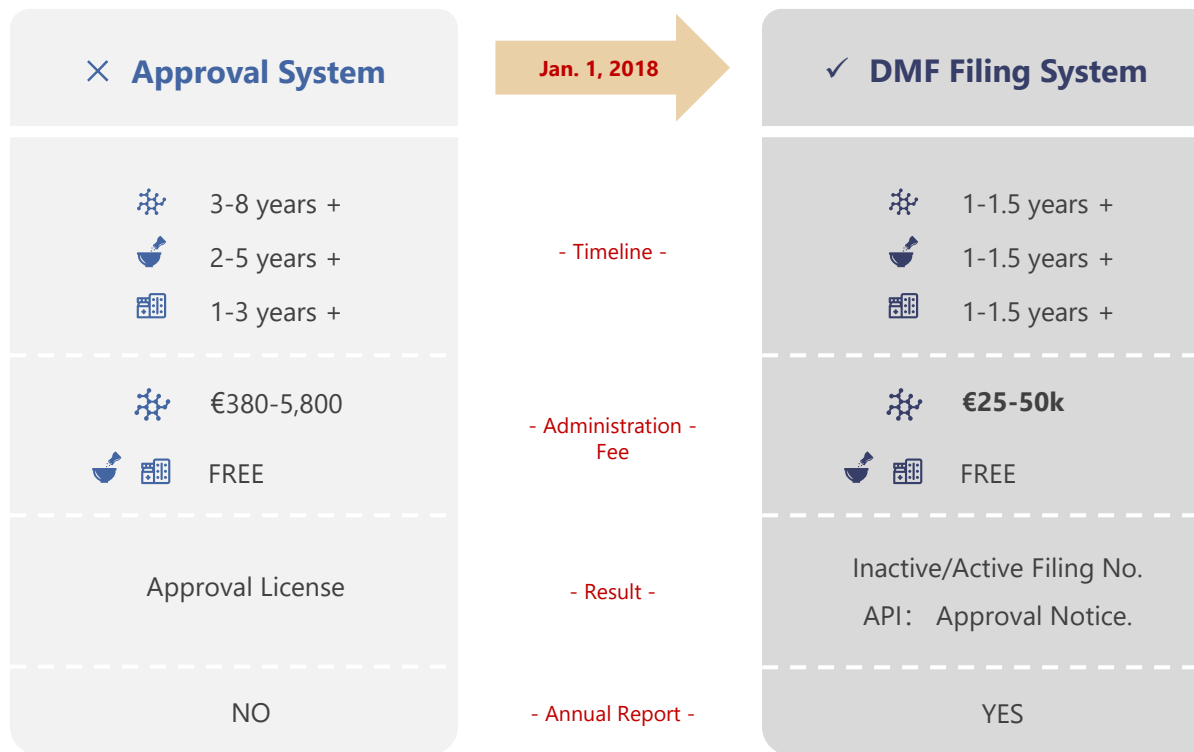 × Approval System
Jan. 1, 2018
✓ DMF Filing System
3-8 years +
2-5 years +
1-3 years +
- Timeline -
1-1.5 years +
1-1.5 years +
1-1.5 years +
€380-5,800
FREE
- Administration -
Fee
€25-50k
FREE
Approval License
- Result -
Inactive/Active Filing No.
API： Approval Notice.
NO
- Annual Report -
YES